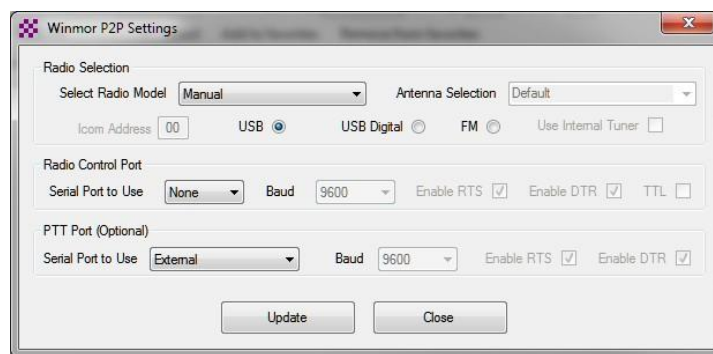 Winmor P2P Settings
Radio Selection
Select Radio Model Manual Antenna Selection Default
Icom Address 00 USB USB Digital FM Use Internal Tuner
Radio Control Port
Serial Port to Use None Baud 9600 Enable RTS Enable DTR TTL
PTT Port (Optional)
Serial Port to Use External Baud 9600 Enable RTS Enable DTR
Update Close